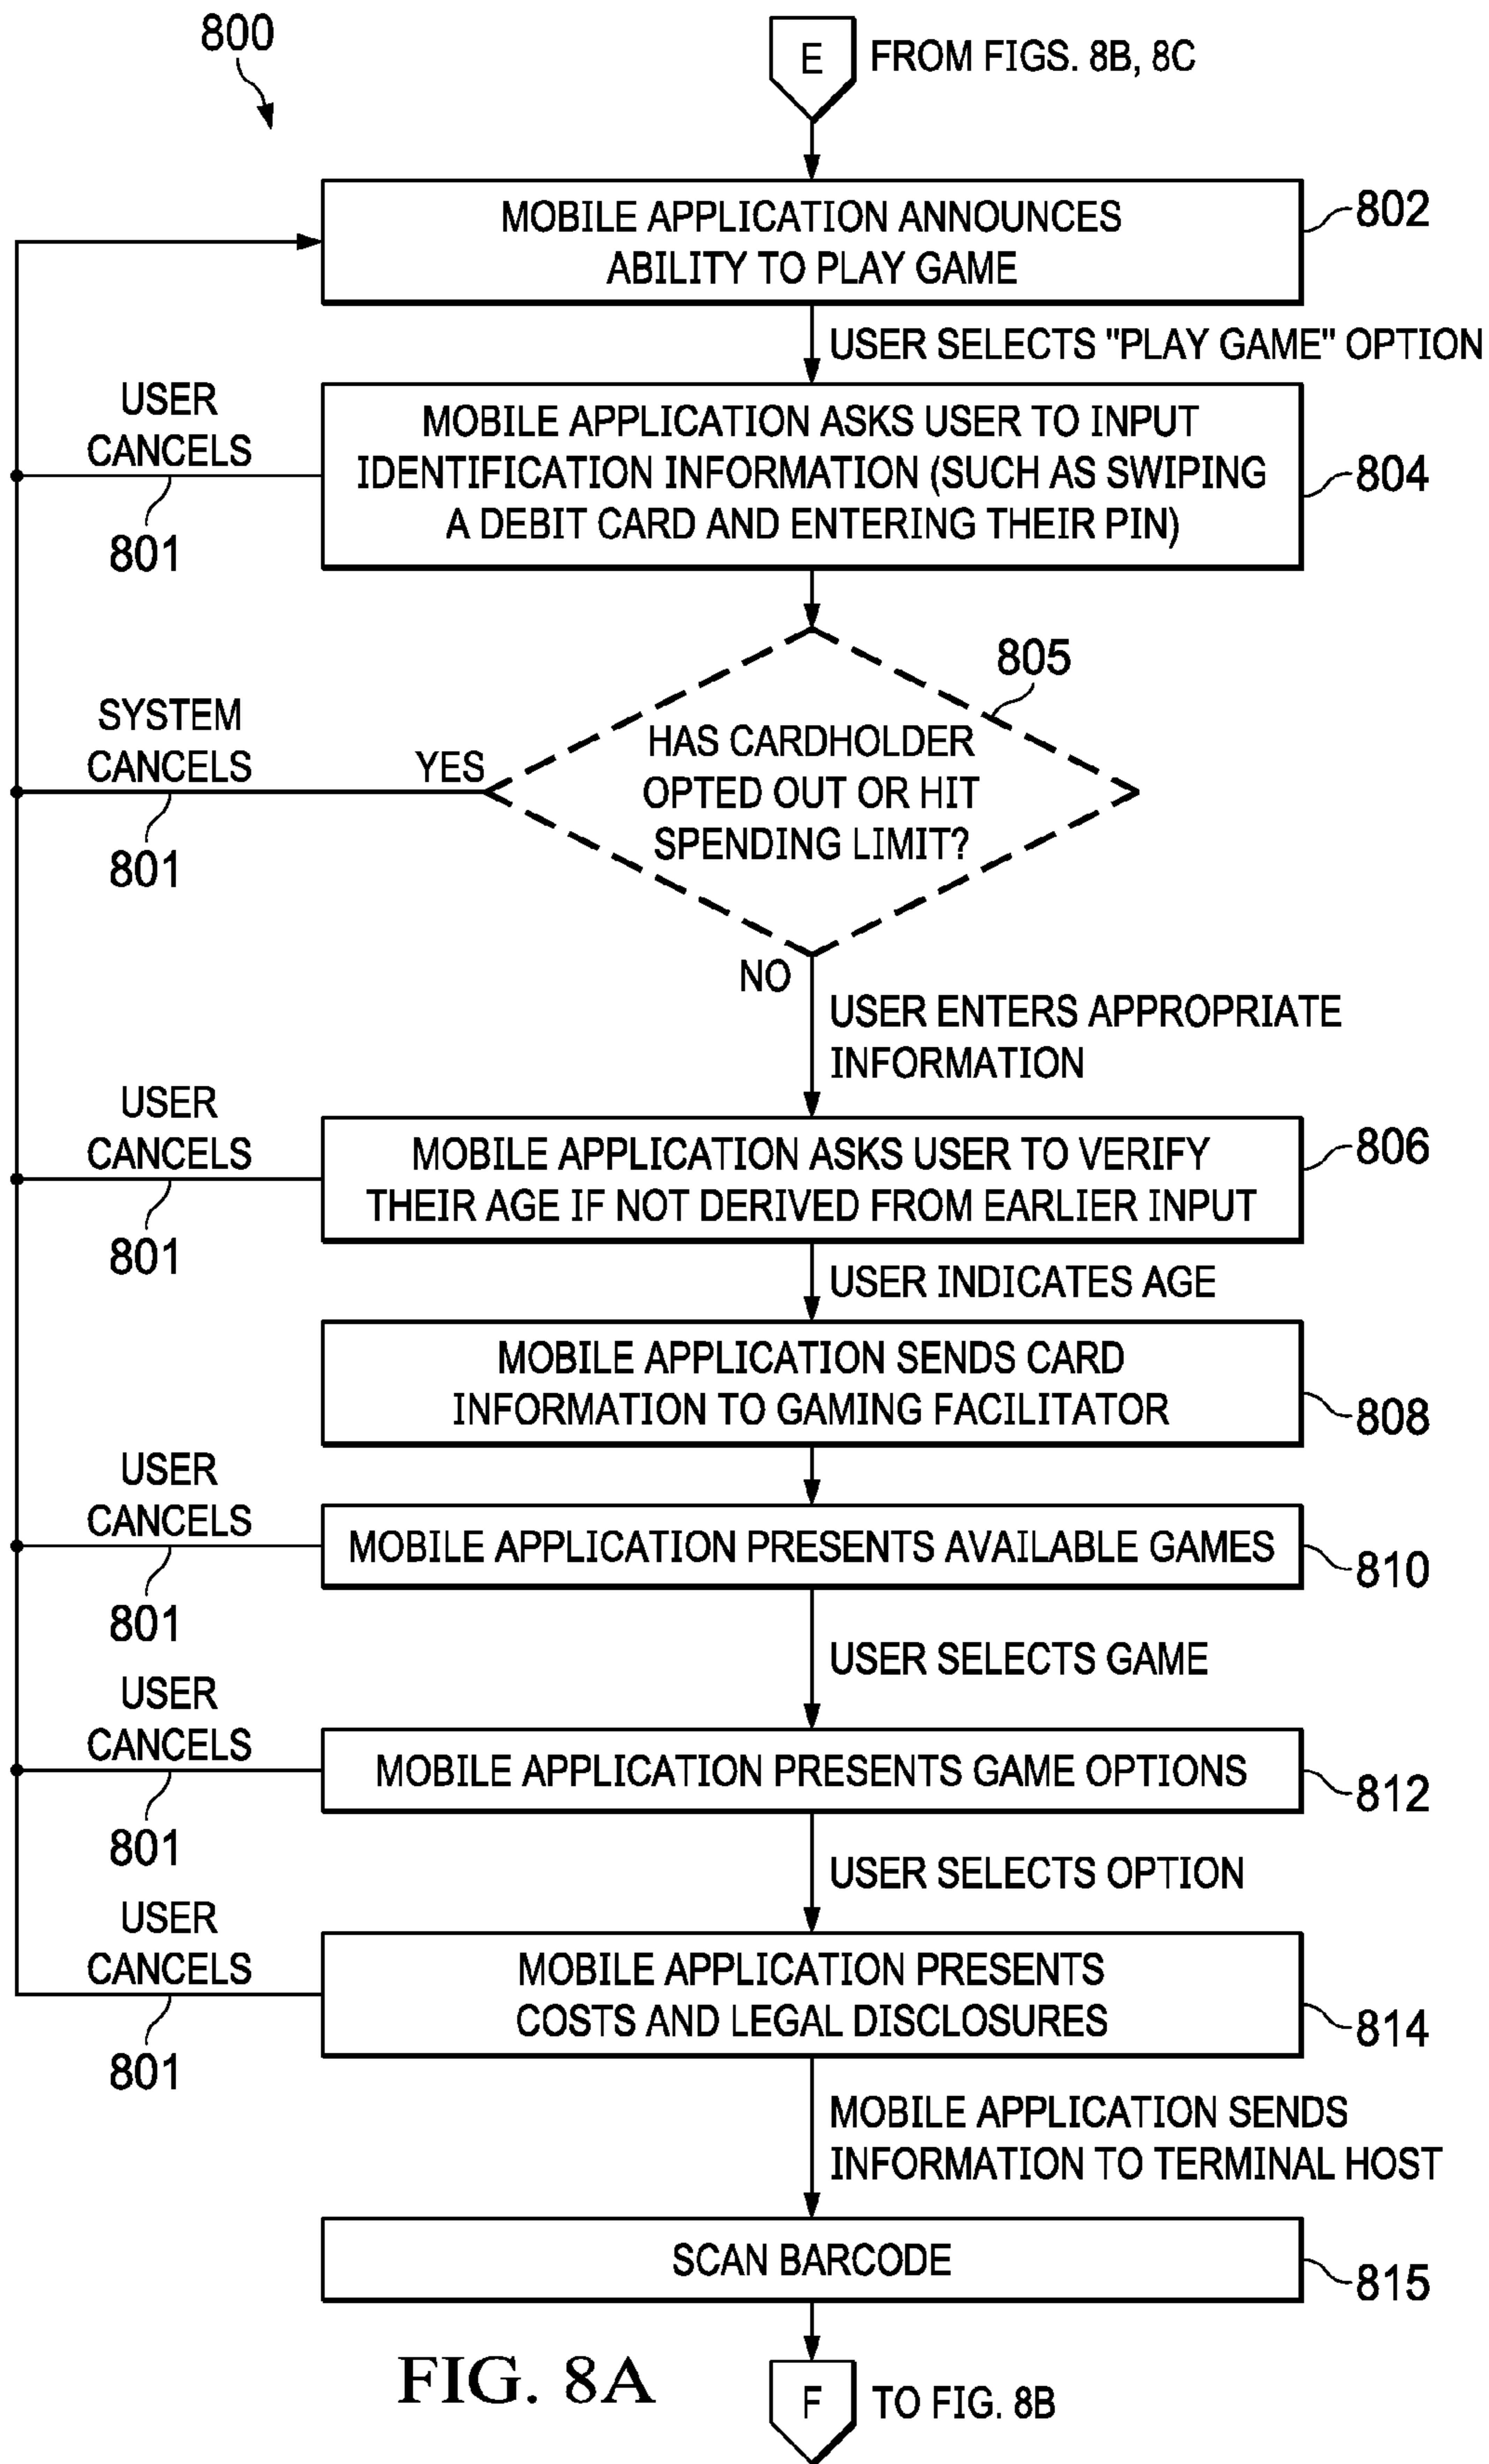 800
E
FROM FIGS. 8B, 8C
MOBILE APPLICATION ANNOUNCES
ABILITY TO PLAY GAME
802
USER SELECTS "PLAY GAME" OPTION
USER
CANCELS
801
MOBILE APPLICATION ASKS USER TO INPUT
IDENTIFICATION INFORMATION (SUCH AS SWIPING
A DEBIT CARD AND ENTERING THEIR PIN)
804
805
SYSTEM
CANCELS
801
YES
HAS CARDHOLDER
OPTED OUT OR HIT
SPENDING LIMIT?
NO
USER ENTERS APPROPRIATE
INFORMATION
USER
CANCELS
801
MOBILE APPLICATION ASKS USER TO VERIFY
THEIR AGE IF NOT DERIVED FROM EARLIER INPUT
806
USER INDICATES AGE
MOBILE APPLICATION SENDS CARD
INFORMATION TO GAMING FACILITATOR
808
USER
CANCELS
801
MOBILE APPLICATION PRESENTS AVAILABLE GAMES
810
USER SELECTS GAME
USER
CANCELS
801
MOBILE APPLICATION PRESENTS GAME OPTIONS
812
USER SELECTS OPTION
USER
CANCELS
801
MOBILE APPLICATION PRESENTS
COSTS AND LEGAL DISCLOSURES
814
MOBILE APPLICATION SENDS
INFORMATION TO TERMINAL HOST
SCAN BARCODE
815
FIG. 8A
F
TO FIG. 8B